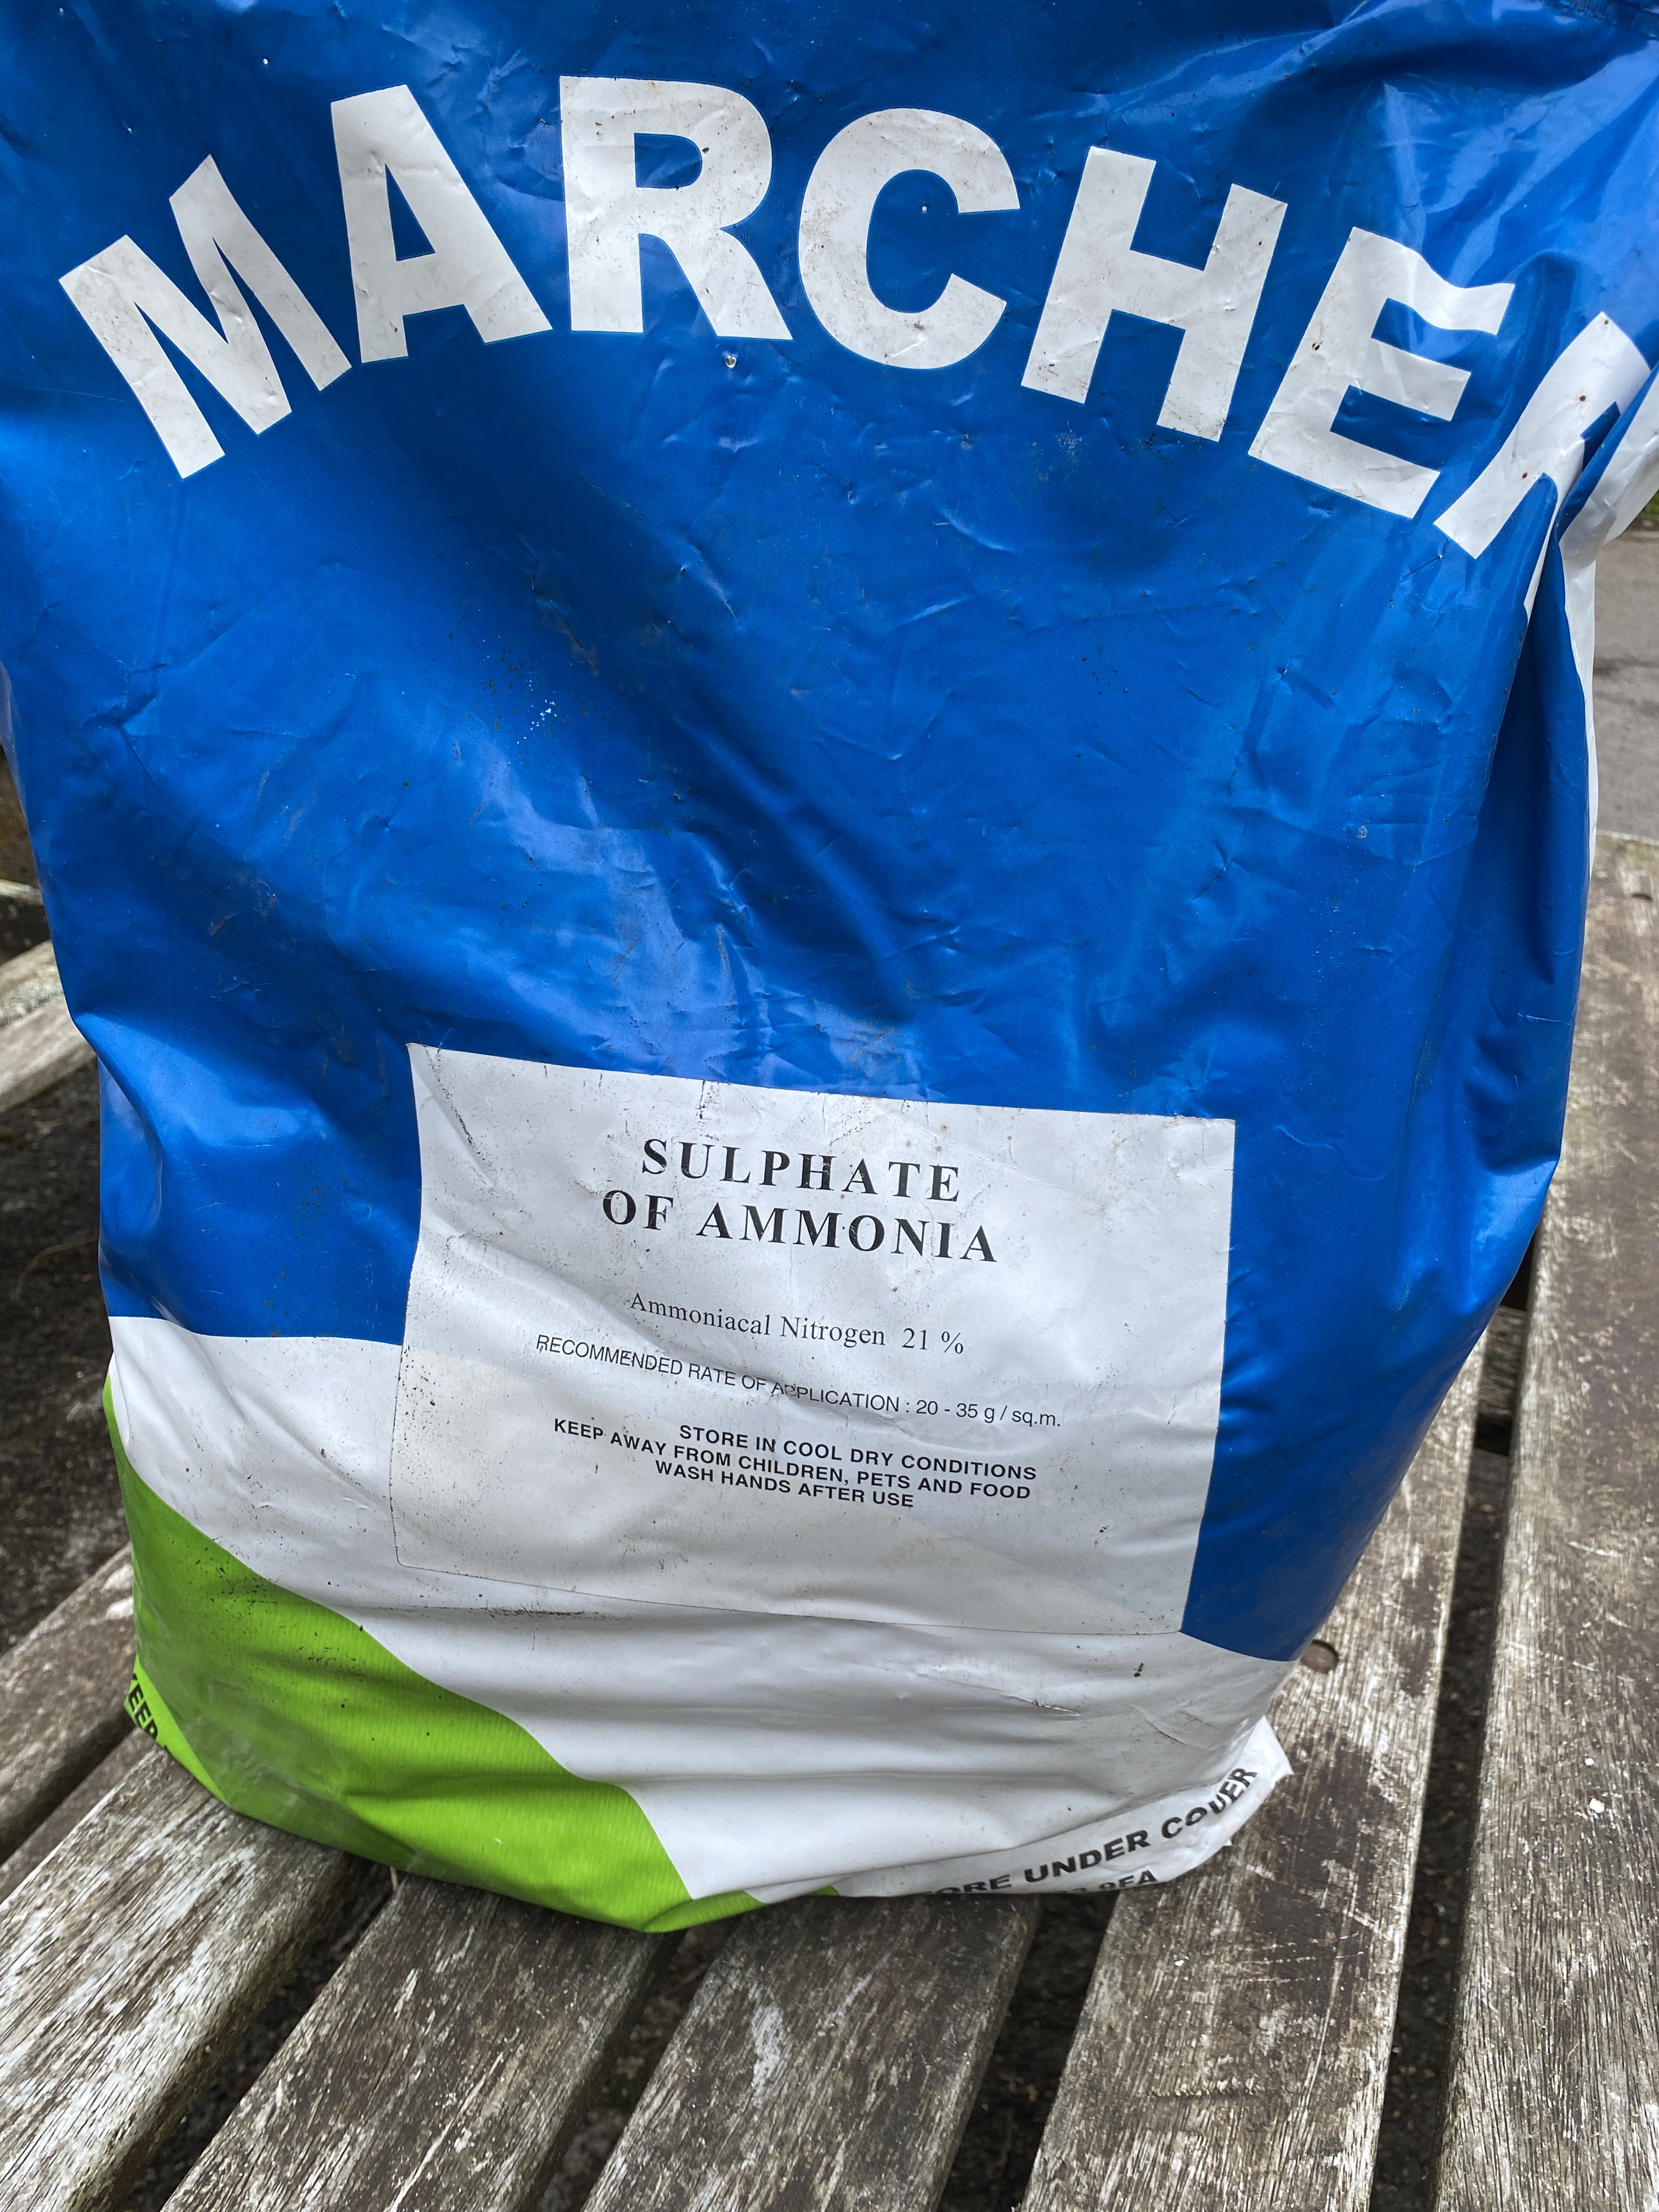 MARCHE
SULPHATE
OF AMMONIA
Ammoniacal Nitrogen 21 %
RECOMMENDED RATE OF APPLICATION : 20 - 35 g / sq.m.
STORE IN COOL DRY CONDITIONS
KEEP AWAY FROM CHILDREN, PETS AND FOOD
WASH HANDS AFTER USE
KEEP
UNDER COVER